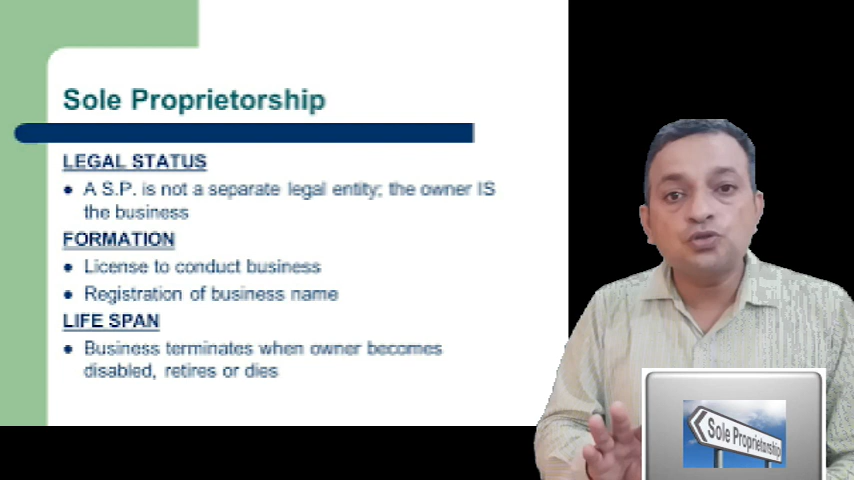 Sole Proprietorship
LEGAL STATUS
A S.P. is not a separate legal entity; the owner IS
the business
FORMATION
License to conduct business
Registration of business name
LIFE SPAN
Business terminates when owner becomes
disabled, retires or dies
Sole Proprietorship